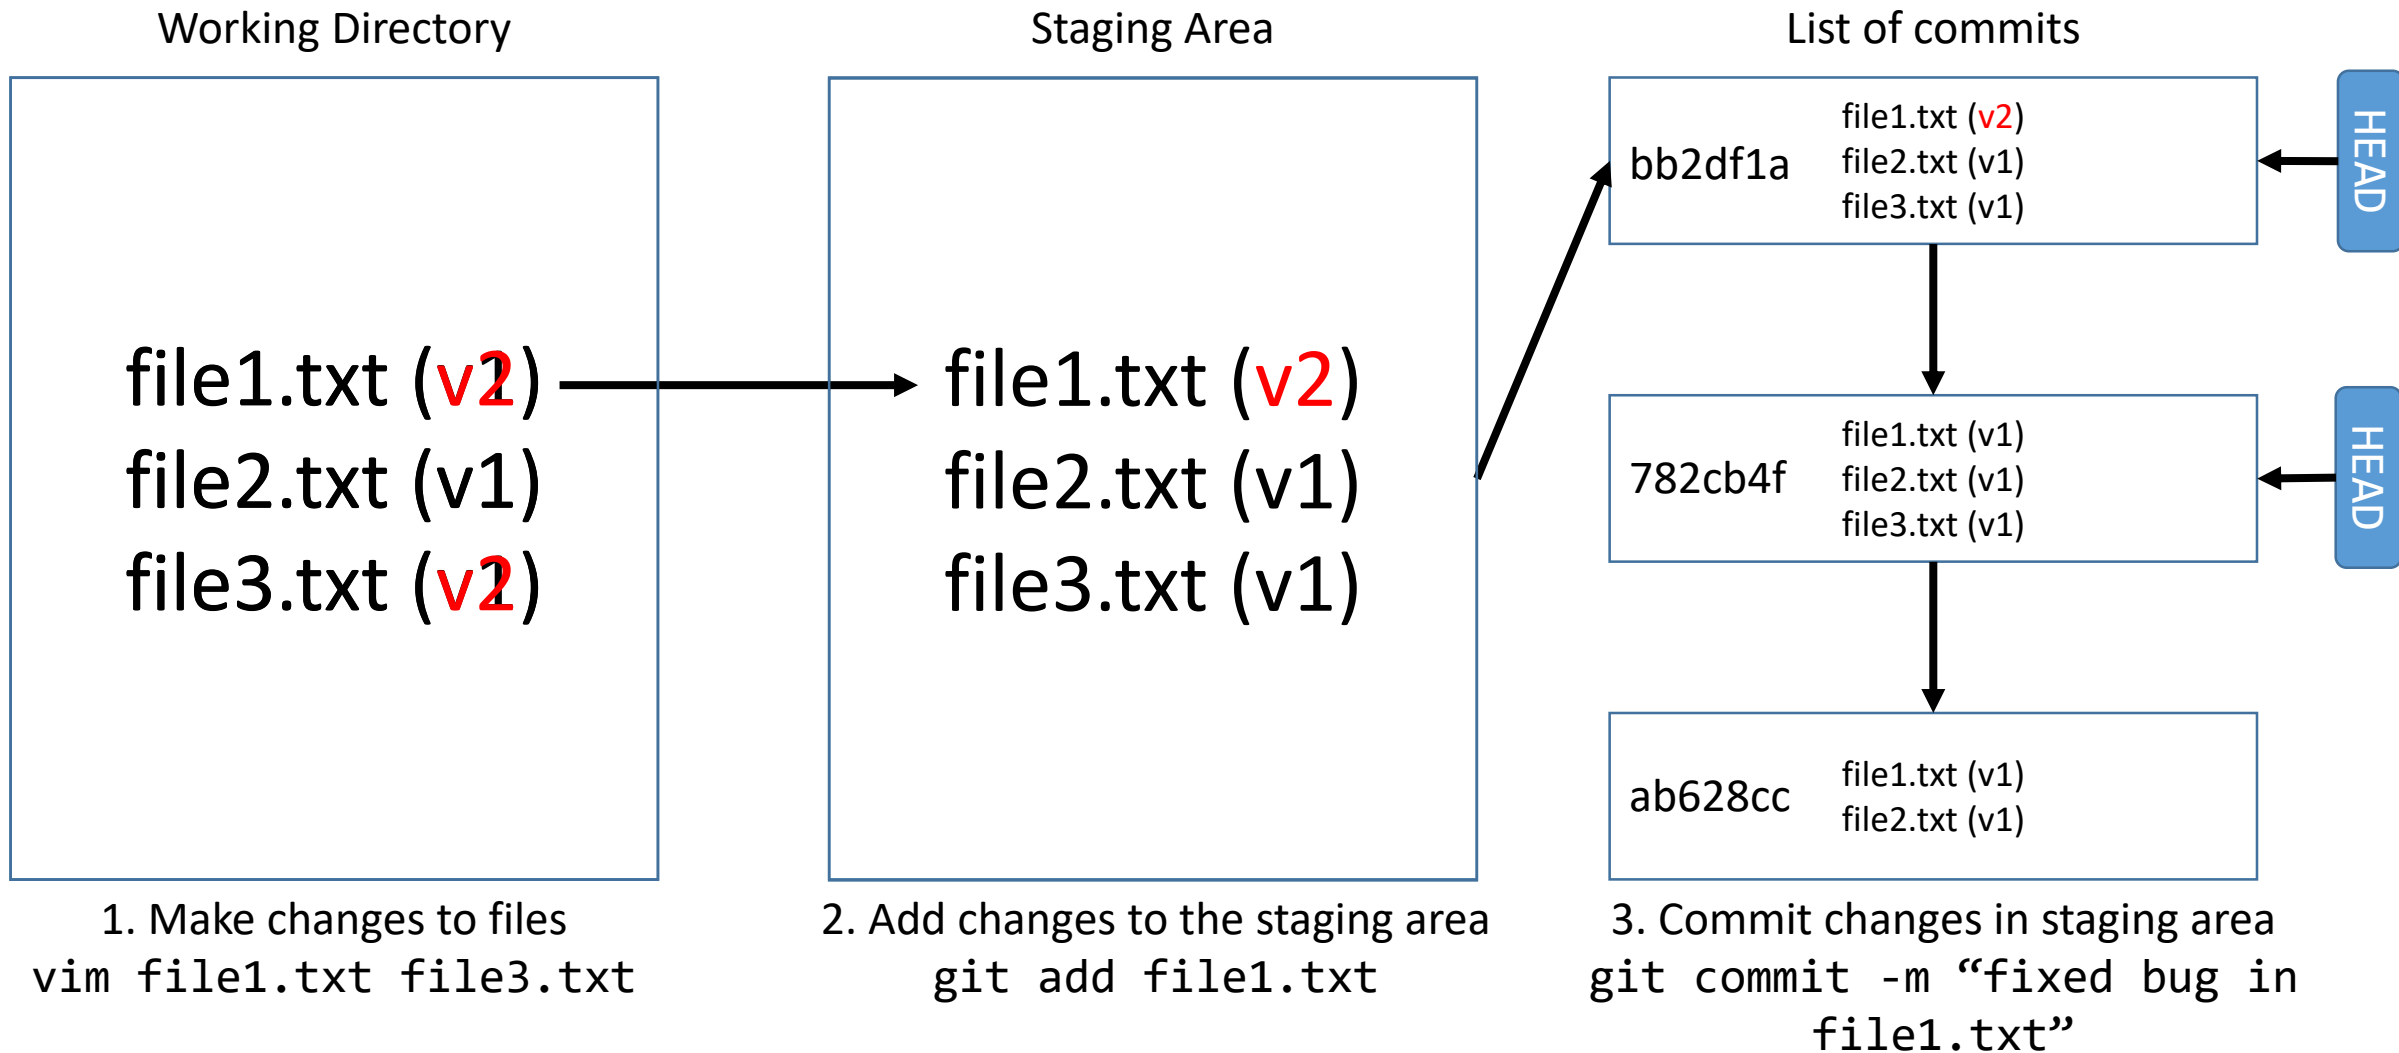 Working Directory
file1.txt (v2)
file2.txt (v1)
file3.txt (v2)
1. Make changes to files
vim file1.txt file3.txt
Staging Area
file1.txt (v2)
file2.txt (v1)
file3.txt (v1)
2. Add changes to the staging area
git add file1.txt
List of commits
bb2df1a
file1.txt (v2)
file2.txt (v1)
file3.txt (v1)
HEAD
782cb4f
file1.txt (v1)
file2.txt (v1)
file3.txt (v1)
HEAD
ab628cc
file1.txt (v1)
file2.txt (v1)
3. Commit changes in staging area
git commit -m “fixed bug in
file1.txt”